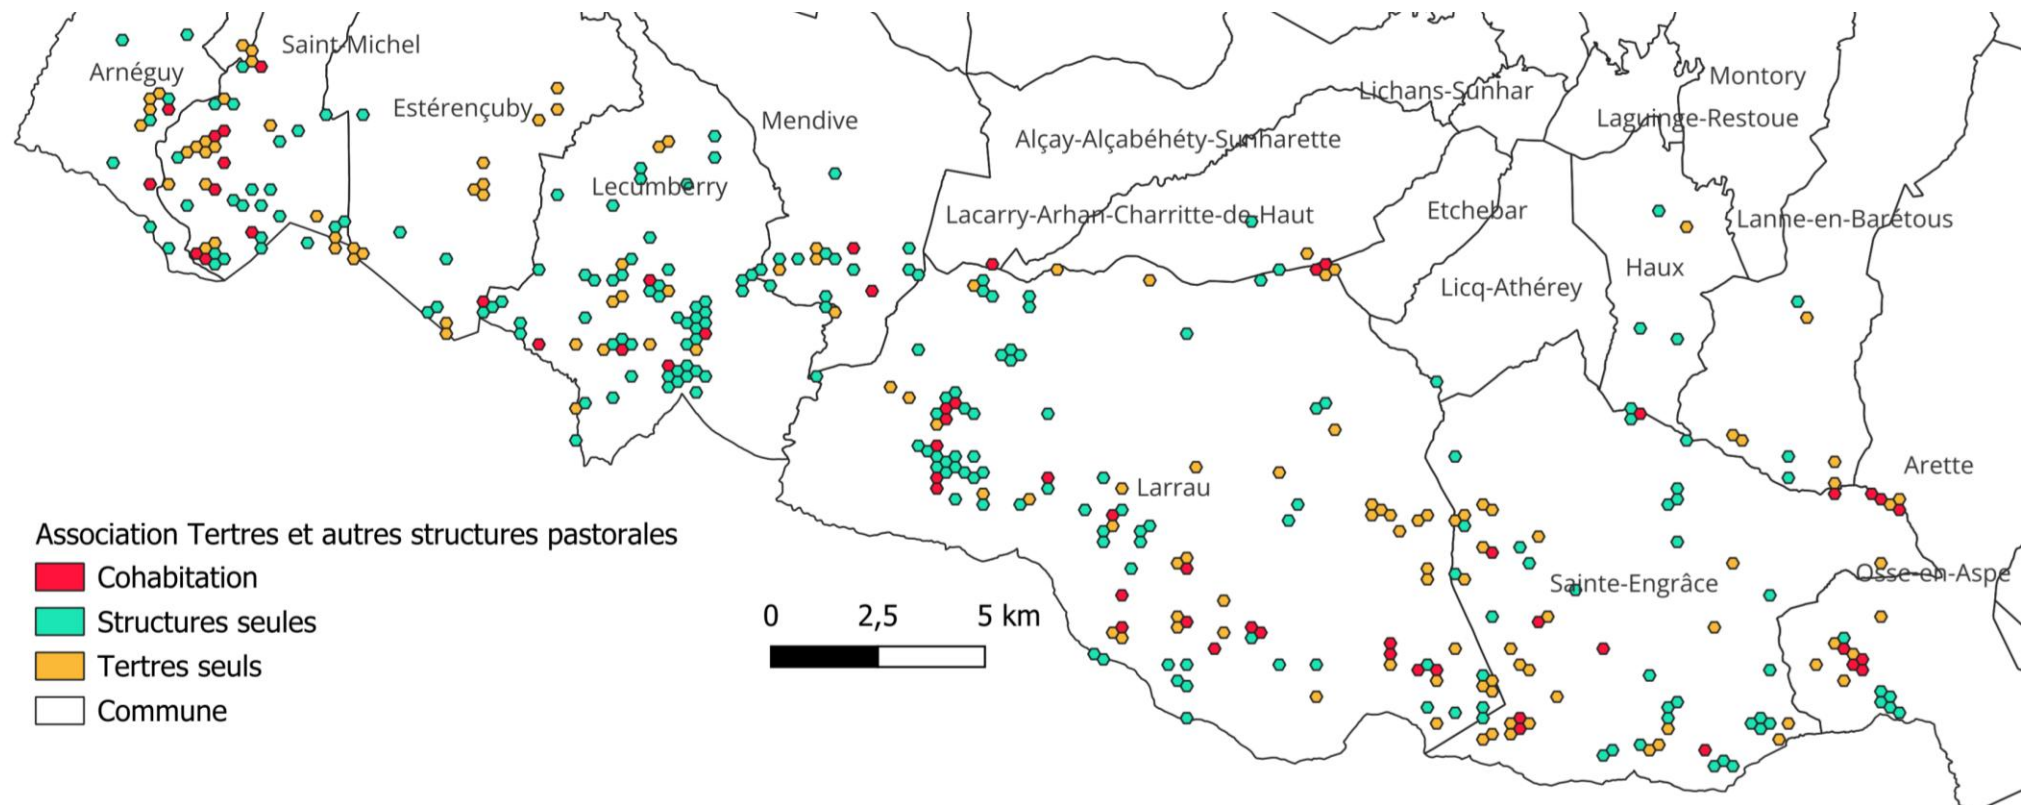 Saint-Michel
Arnéguy
Montory
Lichans-Sunhar
Estérençuby
Mendive
Laguinge-Restoue
Alçay-Alçabéhéty-Sunharette
Lecumberry
Lacarry-Arhan-Charritte-de-Haut
Etchebar
Lanne-en-Barétous
Haux
Licq-Athérey
Arette
Larrau
Osse-en-Aspe
Sainte-Engrâce
Association Tertres et autres structures pastorales
Cohabitation
Structures seules
Tertres seuls
Commune
0 2,5 5 km